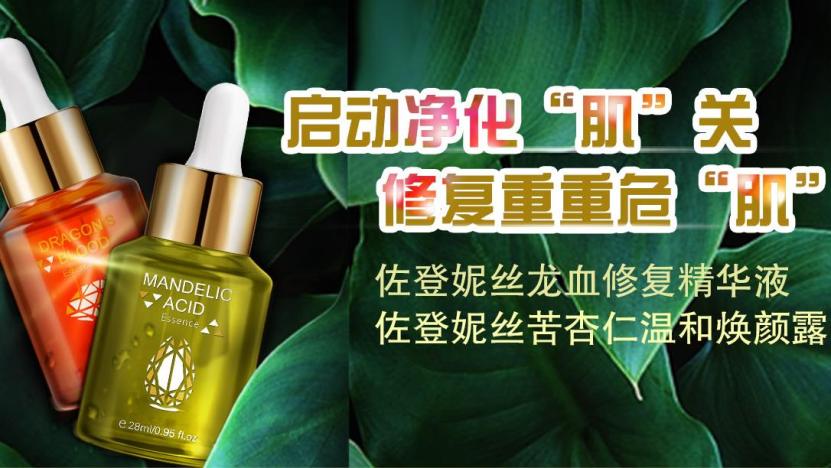 启动净化“肌”关
修复重重危“肌”
佐登妮丝龙血修复精华液
佐登妮丝苦杏仁温和焕颜露
DRAGON'S
BLOOD
MANDELIC
ACID
Essence
e 28ml/0.95 fl.oz